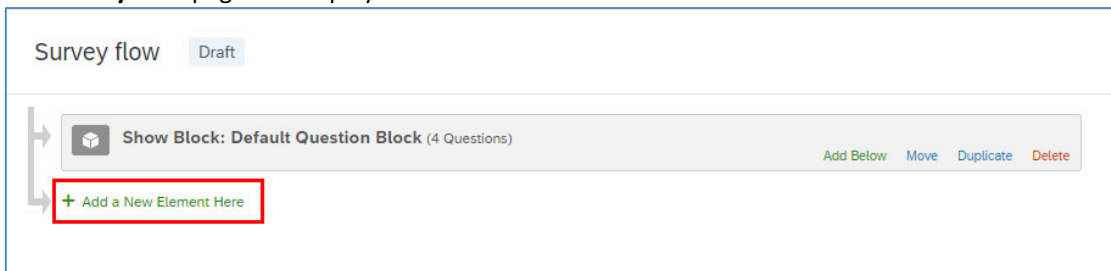 Survey flow Draft
Show Block: Default Question Block (4 Questions)
Add Below Move Duplicate Delete
+ Add a New Element Here